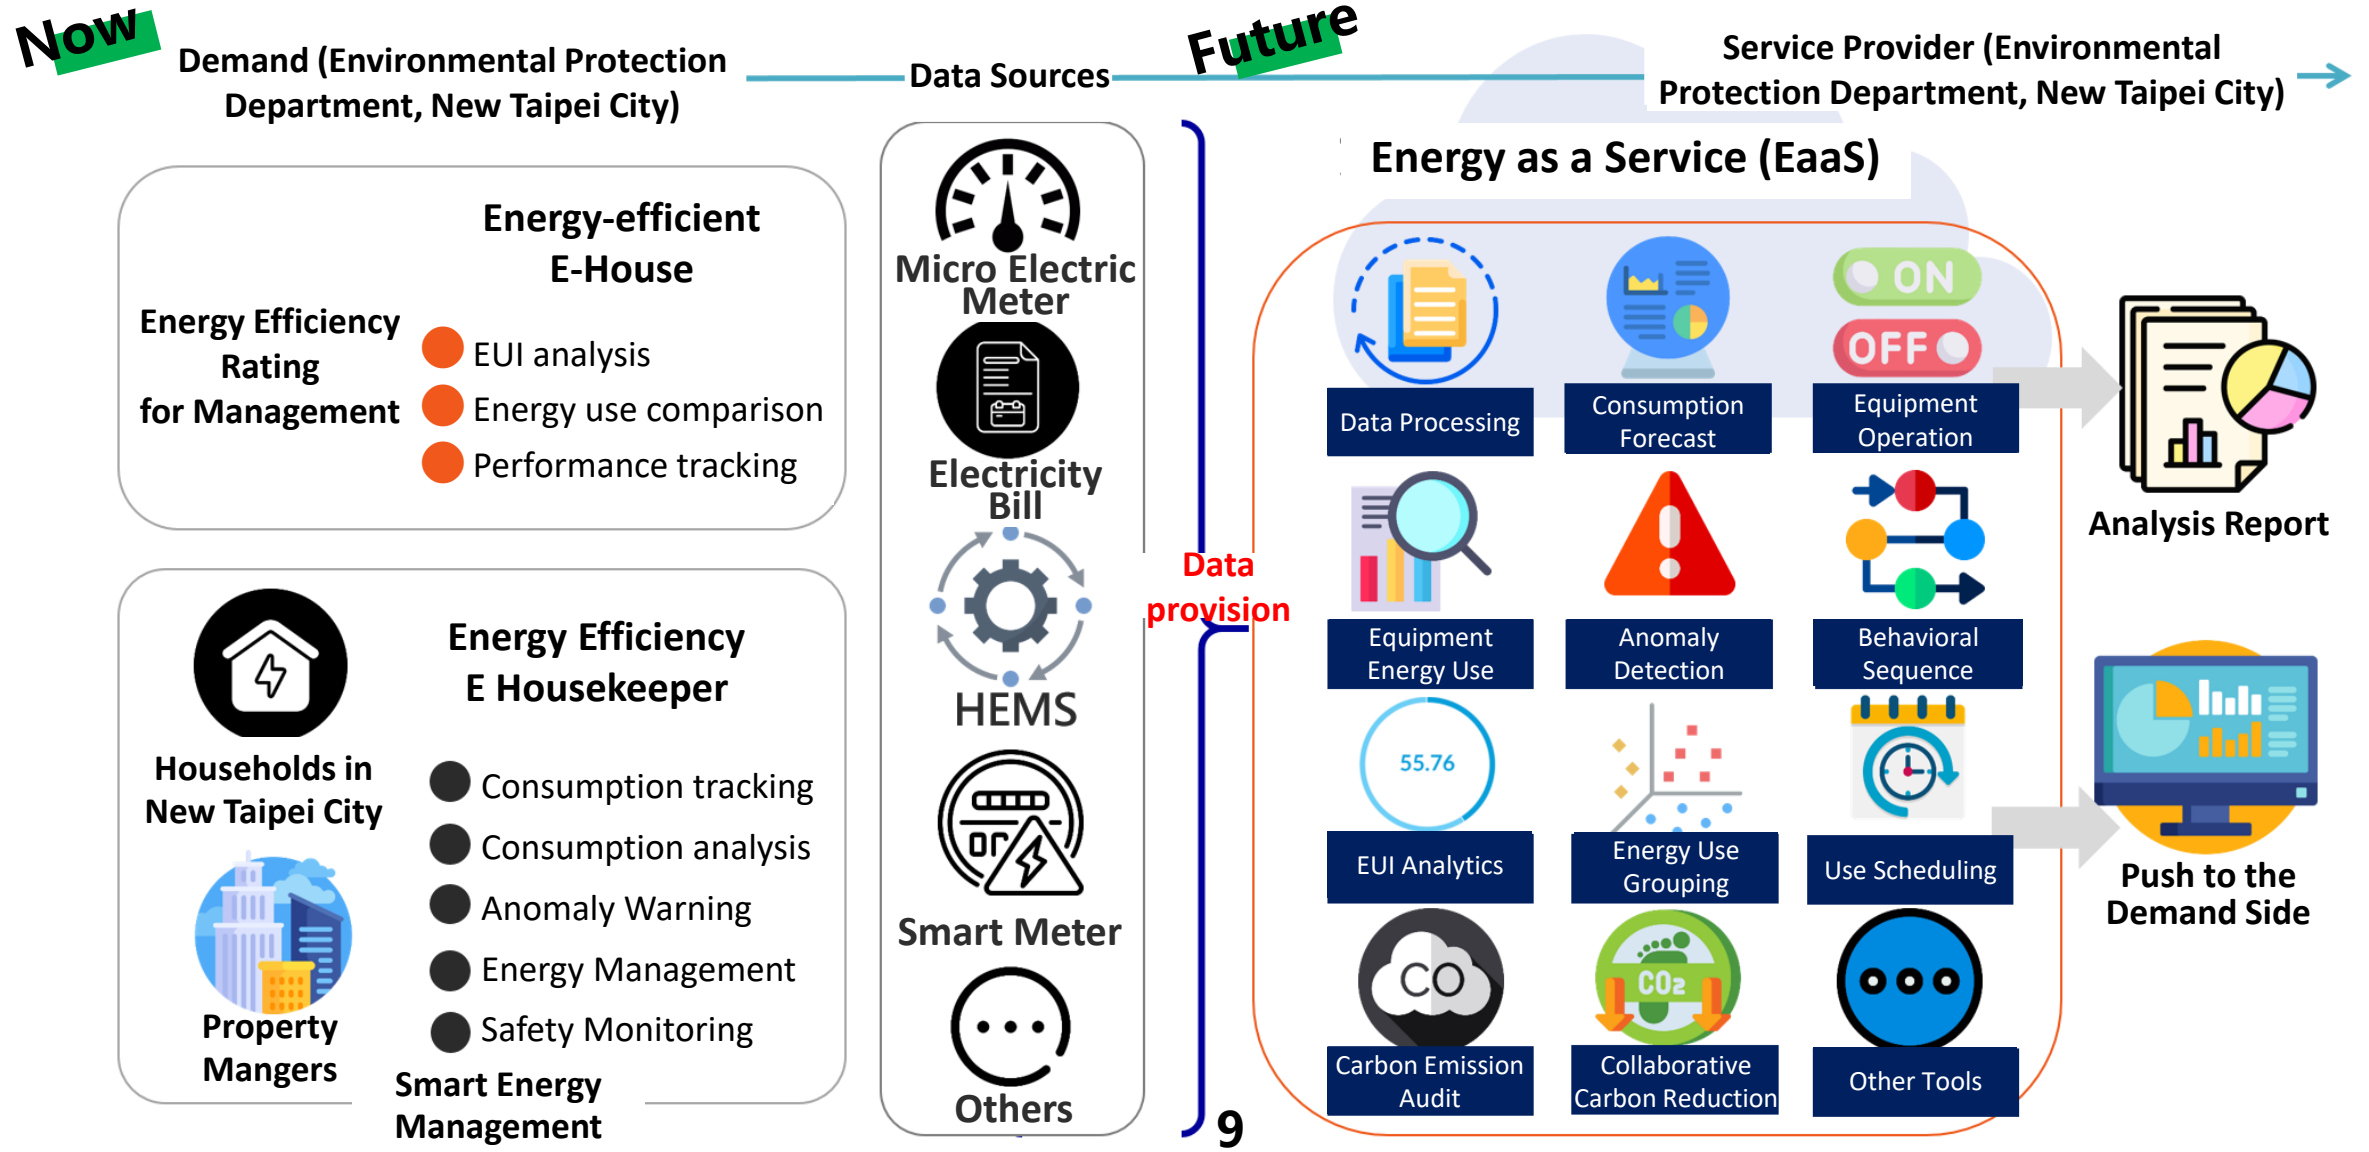 Now
Demand (Environmental Protection
Department, New Taipei City)
Data Sources
Future
Service Provider (Environmental
Protection Department, New Taipei City)
Energy Efficiency
Rating
for Management
Energy-efficient
E-House
EUI analysis
Energy use comparison
Performance tracking
Households in
New Taipei City
Property
Mangers
Energy Efficiency
E Housekeeper
Consumption tracking
Consumption analysis
Anomaly Warning
Energy Management
Safety Monitoring
Smart Energy
Management
Micro Electric
Meter
Electricity
Bill
HEMS
Smart Meter
Others
Data
provision
9
Energy as a Service (EaaS)
ON
OFF
Data Processing
Consumption
Forecast
Equipment
Operation
Equipment
Energy Use
Anomaly
Detection
Behavioral
Sequence
55.76
EUI Analytics
Energy Use
Grouping
Use Scheduling
CO
CO2
Carbon Emission
Audit
Collaborative
Carbon Reduction
Other Tools
Analysis Report
Push to the
Demand Side